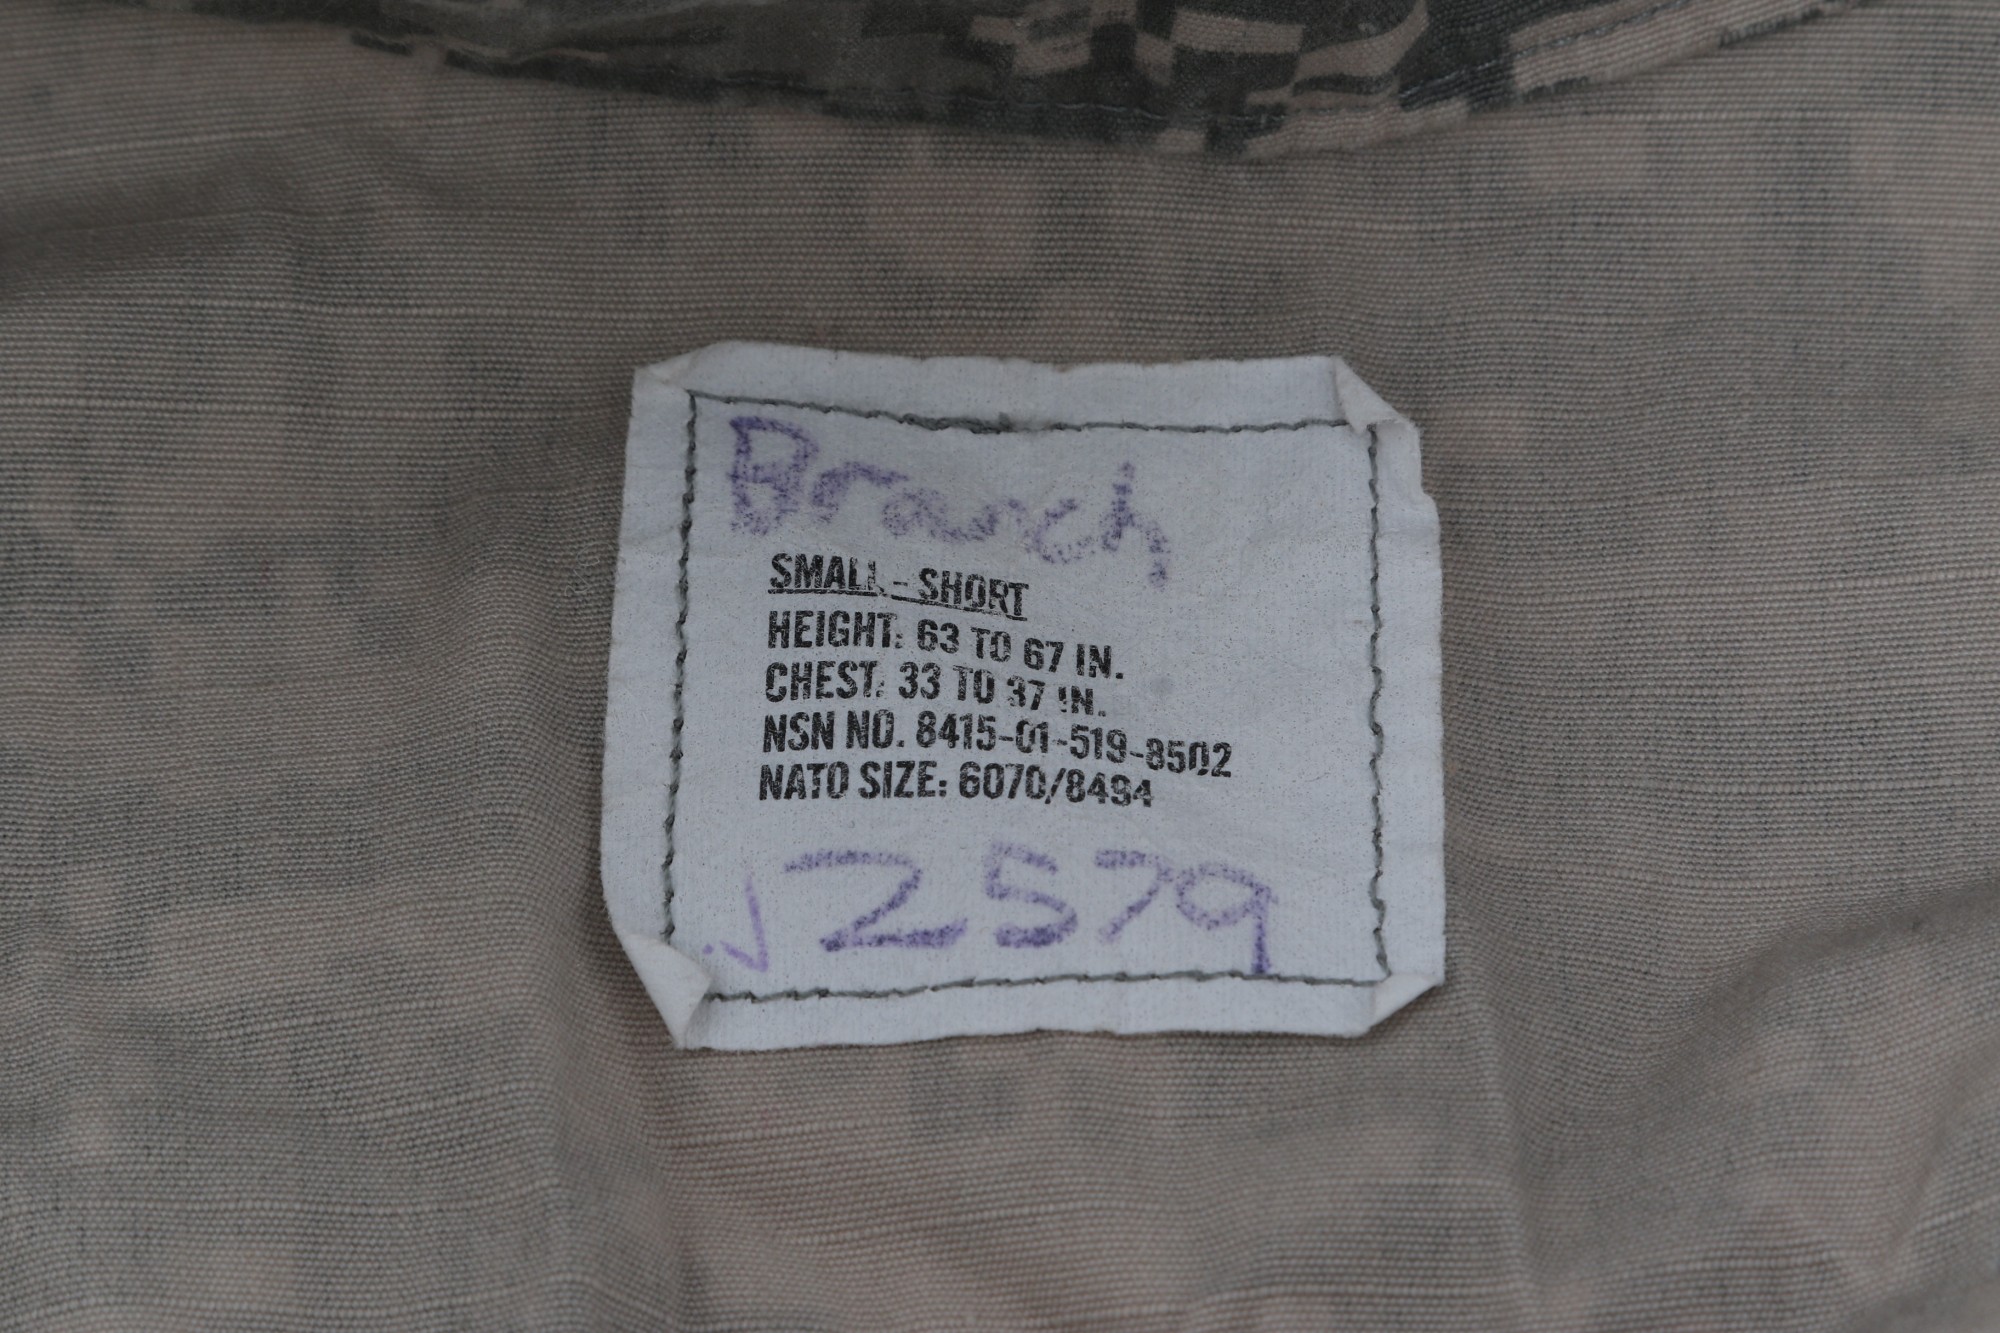 Branch
SMALL - SHORT
HEIGHT: 63 TO 67 IN.
CHEST: 33 TO 37 IN.
NSN NO. 8415-01-519-8502
NATO SIZE: 6070/8494
J2579